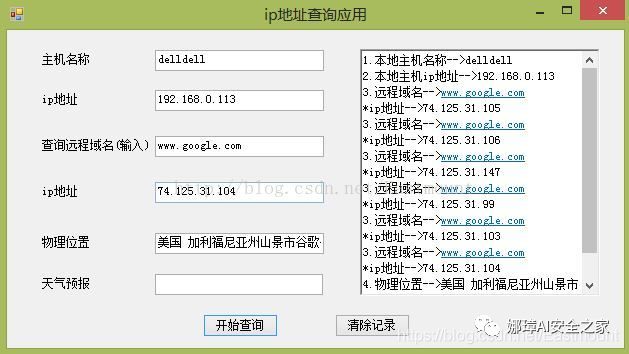 ip地址查询应用
主机名称
delldell
ip地址
192.168.0.113
查询远程域名(输入)
www.google.com
ip地址
74.125.31.104
物理位置
美国 加利福尼亚州山景市谷歌
天气预报
开始查询
清除记录
1.本地主机名称-->delldell
2.本地主机ip地址-->192.168.0.113
3.远程域名-->www.google.com
*ip地址-->74.125.31.105
3.远程域名-->www.google.com
*ip地址-->74.125.31.106
3.远程域名-->www.google.com
*ip地址-->74.125.31.147
3.远程域名-->www.google.com
*ip地址-->74.125.31.99
3.远程域名-->www.google.com
*ip地址-->74.125.31.103
3.远程域名-->www.google.com
*ip地址-->74.125.31.104
4.物理位置-->美国 加利福尼亚州山景市
娜璋AI安全之家
https://blog.csdn.net/Eastmount